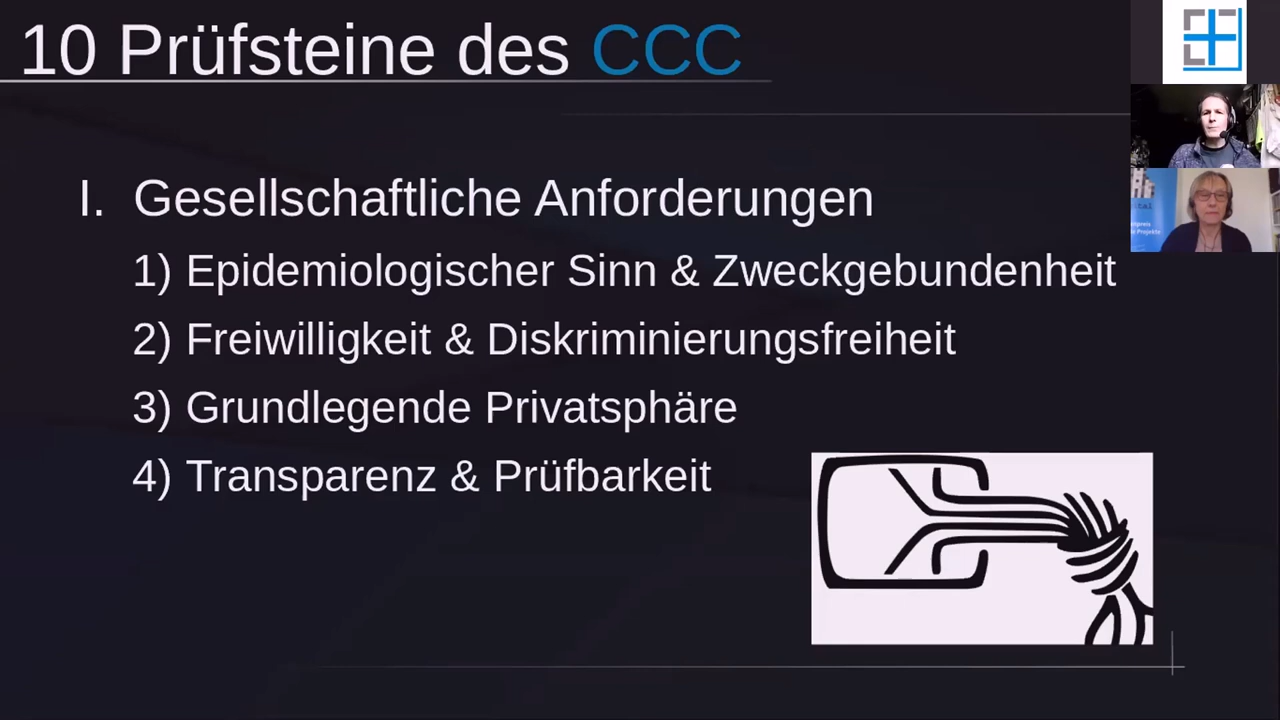 10 Prüfsteine des CCC
I. Gesellschaftliche Anforderungen
1) Epidemiologischer Sinn & Zweckgebundenheit
2) Freiwilligkeit & Diskriminierungsfreiheit
3) Grundlegende Privatsphäre
4) Transparenz & Prüfbarkeit
Projekte